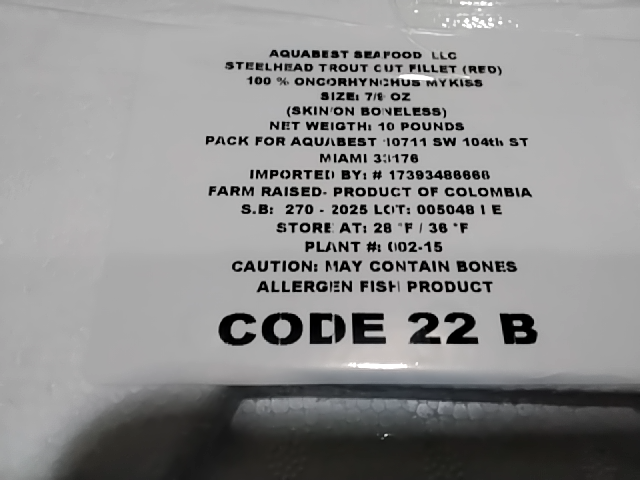 AQUABEST SEAFOOD LLC
STEELHEAD TROUT CUT FILLET (RED)
100 % ONCORHYNCHUS MYKISS
SIZE: 7/8 OZ
(SKIN/ON BONELESS)
NET WEIGTH: 10 POUNDS
PACK FOR AQUABEST 10711 SW 104th ST
MIAMI 33176
IMPORTED BY: # 17393486668
FARM RAISED- PRODUCT OF COLOMBIA
S.B: 270 - 2025 LOT: 005048 I E
STORE AT: 28 °F / 36 °F
PLANT #: 002-15
CAUTION: MAY CONTAIN BONES
ALLERGEN FISH PRODUCT
CODE 22 B